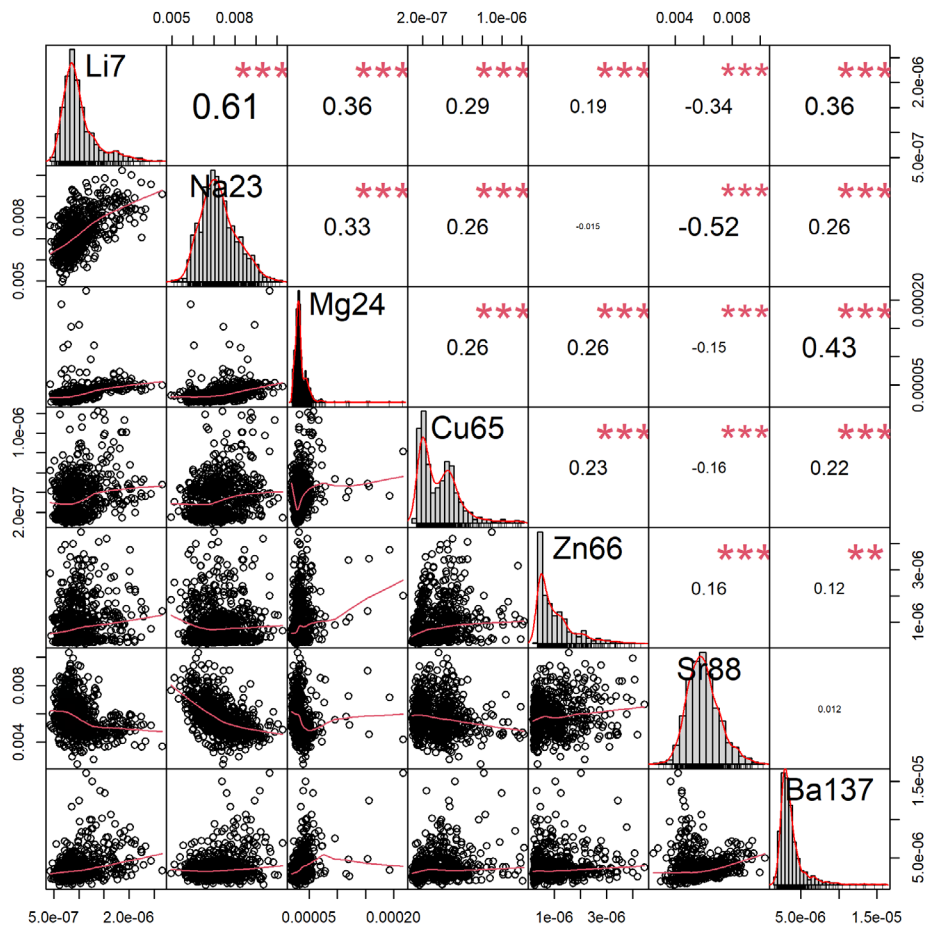 0.005 0.008 2.0e-07 1.0e-06 0.004 0.008
Li7 *** *** *** *** *** ***
0.61 0.36 0.29 0.19 -0.34 0.36
5.0e-07 2.0e-06
Na23 *** *** *** ***
0.33 0.26 -0.015 -0.52 0.26
0.005 0.008
Mg24 *** *** *** ***
0.26 0.26 -0.15 0.43
0.00005 0.00020
Cu65 *** *** ***
0.23 -0.16 0.22
2.0e-07 1.0e-06
Zn66 *** **
0.16 0.12
1e-06 3e-06
Sr88
0.012
0.004 0.008
Ba137
5.0e-06 1.5e-05
5.0e-07 2.0e-06 0.00005 0.00020 1e-06 3e-06 5.0e-06 1.5e-05